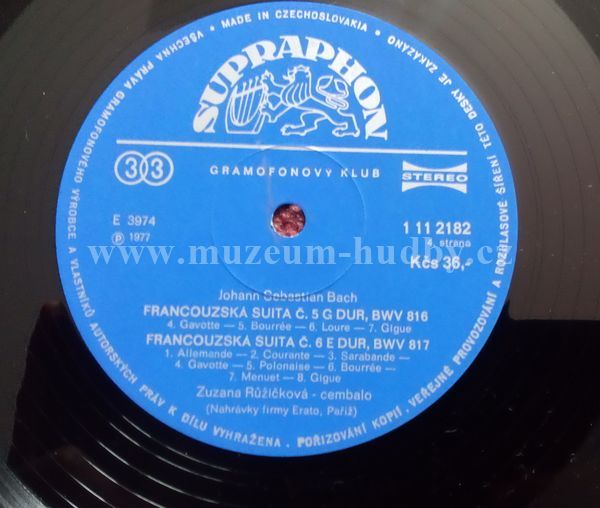 VŠECHNA PRÁVA GRAMOFONOVÉHO VÝROBCE A VLASTNÍKŮ AUTORSKÝCH PRÁV K DÍLU VYHRAŽENA . POŘIZOVÁNÍ KOPIÍ, VEŘEJNÉ PROVOZOVÁNÍ A ROZHLASOVÉ ŠÍŘENÍ TÉTO DESKY JE ZAKÁZÁNO
• MADE IN CZECHOSLOVAKIA •
SUPRAPHON
33
GRAMOFONOVÝ KLUB
STEREO
E 3974
1 11 2182
Ⓟ 1977
4. strana
www.muzeum-hudby.cz
Kčs 36,-
Johann Sebastian Bach
FRANCOUZSKÁ SUITA Č. 5 G DUR, BWV 816
4. Gavotte — 5. Bourrée — 6. Loure — 7. Gigue
FRANCOUZSKÁ SUITA Č. 6 E DUR, BWV 817
1. Allemande — 2. Courante — 3. Sarabande —
— 4. Gavotte — 5. Polonaise — 6. Bourrée —
— 7. Menuet — 8. Gigue
Zuzana Růžičková - cembalo
(Nahrávky firmy Erato, Paříž)